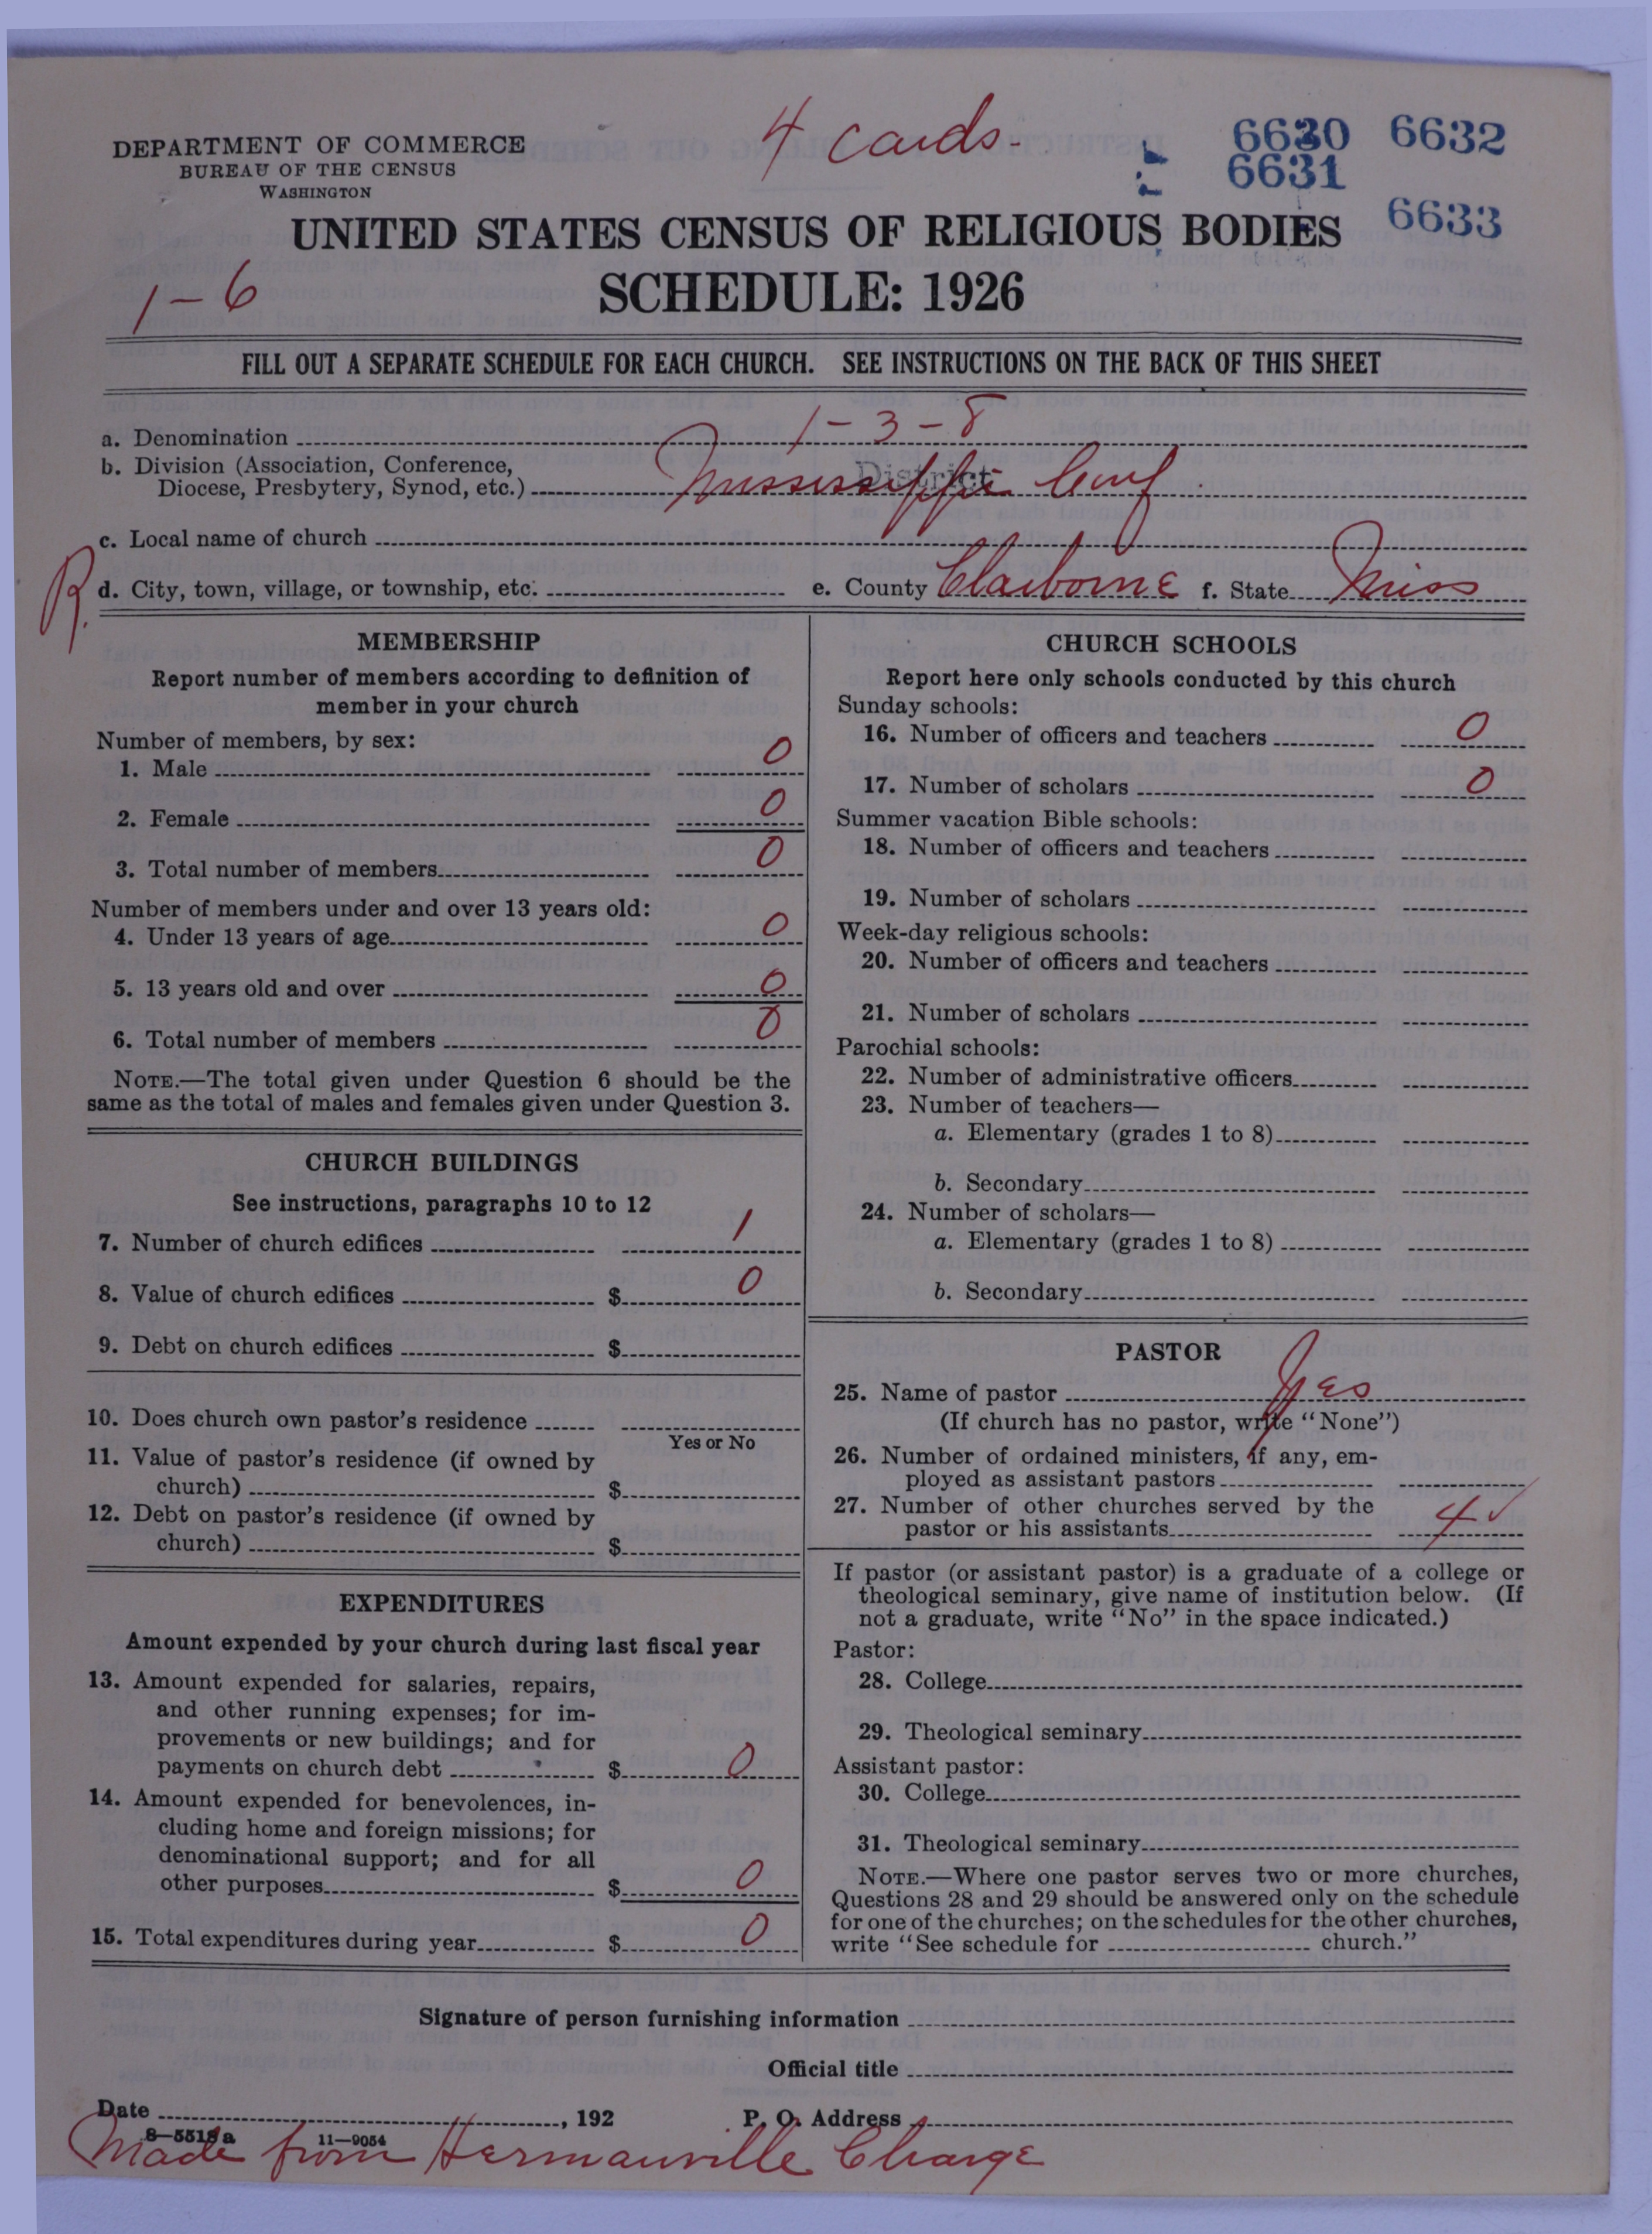 4 cards.
6630 6632
6631
6633
DEPARTMENT OF COMMERCE
BUREAU OF THE CENSUS
WASHINGTON
UNITED STATES CENSUS OF RELIGIOUS BODIES
SCHEDULE: 1926
1-6
FILL OUT A SEPARATE SCHEDULE FOR EACH CHURCH. SEE INSTRUCTIONS ON THE BACK OF THIS SHEET
a. Denomination 1-3-8
b. Division (Association, Conference,
Diocese, Presbytery, Synod, etc.) Mississippi Conf
District
c. Local name of church
R.
d. City, town, village, or township, etc. e. County Claiborne f. State Miss
MEMBERSHIP
Report number of members according to definition of
member in your church
Number of members, by sex:
1. Male 0
2. Female 0
3. Total number of members 0
Number of members under and over 13 years old:
4. Under 13 years of age 0
5. 13 years old and over 0
6. Total number of members 0
NOTE.—The total given under Question 6 should be the
same as the total of males and females given under Question 3.
CHURCH BUILDINGS
See instructions, paragraphs 10 to 12
7. Number of church edifices 1
8. Value of church edifices $ 0
9. Debt on church edifices $
10. Does church own pastor's residence
Yes or No
11. Value of pastor's residence (if owned by
church) $
12. Debt on pastor's residence (if owned by
church) $
EXPENDITURES
Amount expended by your church during last fiscal year
13. Amount expended for salaries, repairs,
and other running expenses; for im-
provements or new buildings; and for
payments on church debt $ 0
14. Amount expended for benevolences, in-
cluding home and foreign missions; for
denominational support; and for all
other purposes $ 0
15. Total expenditures during year $ 0
CHURCH SCHOOLS
Report here only schools conducted by this church
Sunday schools:
16. Number of officers and teachers 0
17. Number of scholars 0
Summer vacation Bible schools:
18. Number of officers and teachers
19. Number of scholars
Week-day religious schools:
20. Number of officers and teachers
21. Number of scholars
Parochial schools:
22. Number of administrative officers
23. Number of teachers—
a. Elementary (grades 1 to 8)
b. Secondary
24. Number of scholars—
a. Elementary (grades 1 to 8)
b. Secondary
PASTOR
25. Name of pastor Yes
(If church has no pastor, write "None")
26. Number of ordained ministers, if any, em-
ployed as assistant pastors
27. Number of other churches served by the
pastor or his assistants 4 ✓
If pastor (or assistant pastor) is a graduate of a college or
theological seminary, give name of institution below. (If
not a graduate, write "No" in the space indicated.)
Pastor:
28. College
29. Theological seminary
Assistant pastor:
30. College
31. Theological seminary
NOTE.—Where one pastor serves two or more churches,
Questions 28 and 29 should be answered only on the schedule
for one of the churches; on the schedules for the other churches,
write "See schedule for church."
Signature of person furnishing information
Official title
Date , 192 P. O. Address
8—5518a 11—9054
Made from Hermanville Charge